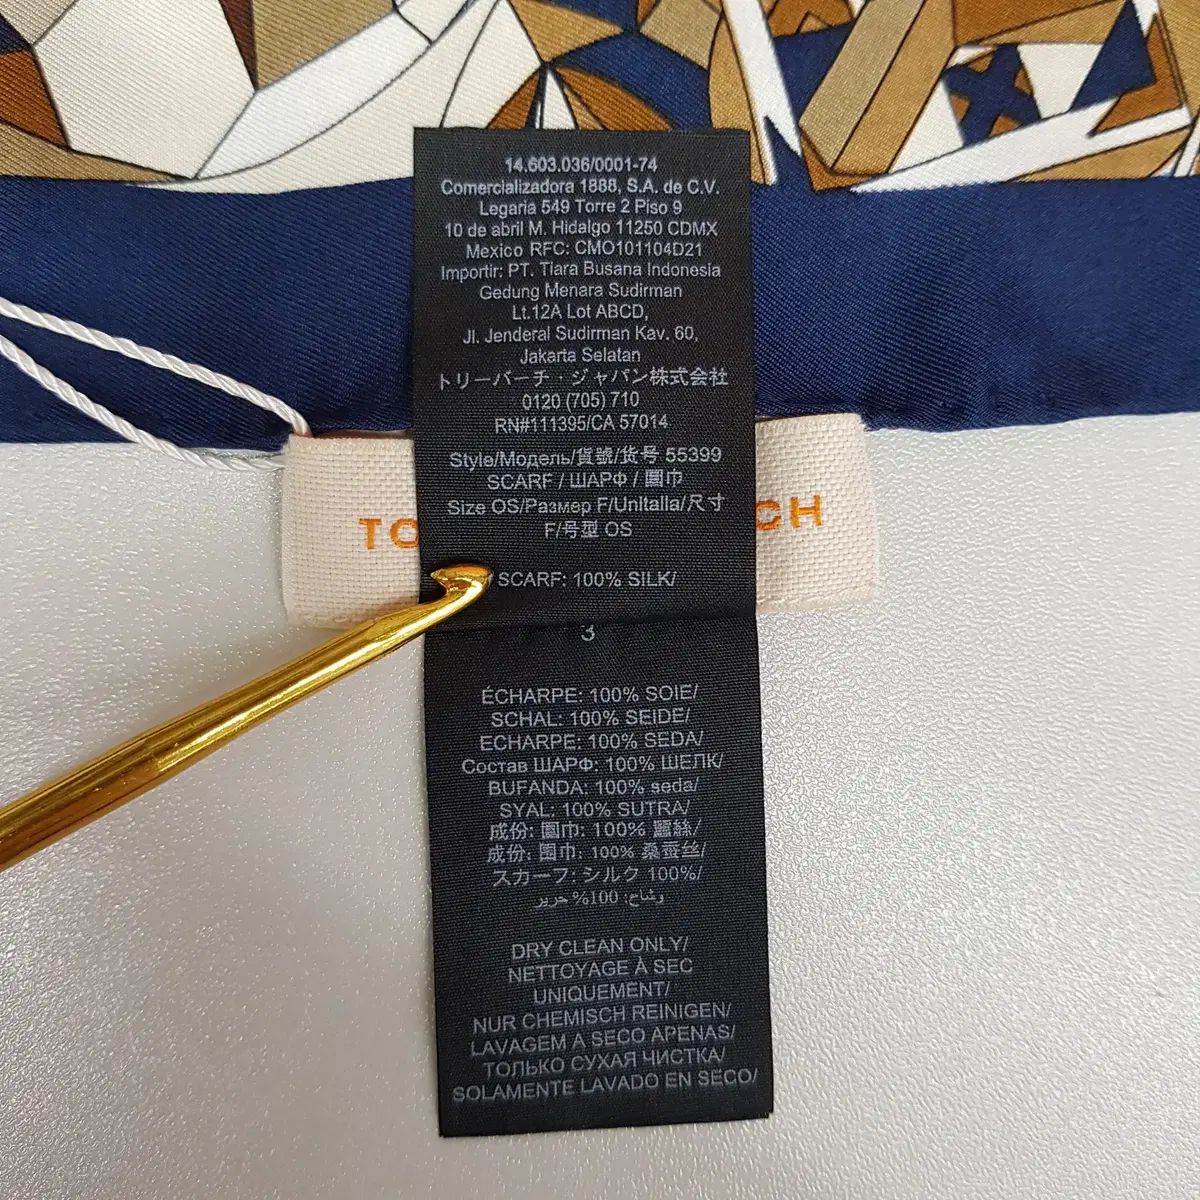 14.603.036/0001-74
Comercializadora 1888, S.A. de C.V.
Legaria 549 Torre 2 Piso 9
10 de abril M. Hidalgo 11250 CDMX
Mexico RFC: CMO101104D21
Importir: PT. Tiara Busana Indonesia
Gedung Menara Sudirman
Lt.12A Lot ABCD,
Jl. Jenderal Sudirman Kav. 60,
Jakarta Selatan
トリーバーチ・ジャパン株式会社
0120 (705) 710
RN#111395/CA 57014
Style/Модель/貨號/货号 55399
SCARF / ШАРФ / 圍巾
Size OS/Размер F/Unitalla/尺寸
F/号型 OS
TO
CH
SCARF: 100% SILK/
3
ÉCHARPE: 100% SOIE/
SCHAL: 100% SEIDE/
ECHARPE: 100% SEDA/
Состав ШАРФ: 100% ШЕЛК/
BUFANDA: 100% seda/
SYAL: 100% SUTRA/
成份: 圍巾: 100% 蠶絲/
成份: 围巾: 100% 桑蚕丝/
スカーフ: シルク 100%/
وشاح: 100% حرير
DRY CLEAN ONLY/
NETTOYAGE À SEC
UNIQUEMENT/
NUR CHEMISCH REINIGEN/
LAVAGEM A SECO APENAS/
ТОЛЬКО СУХАЯ ЧИСТКА/
SOLAMENTE LAVADO EN SECO/